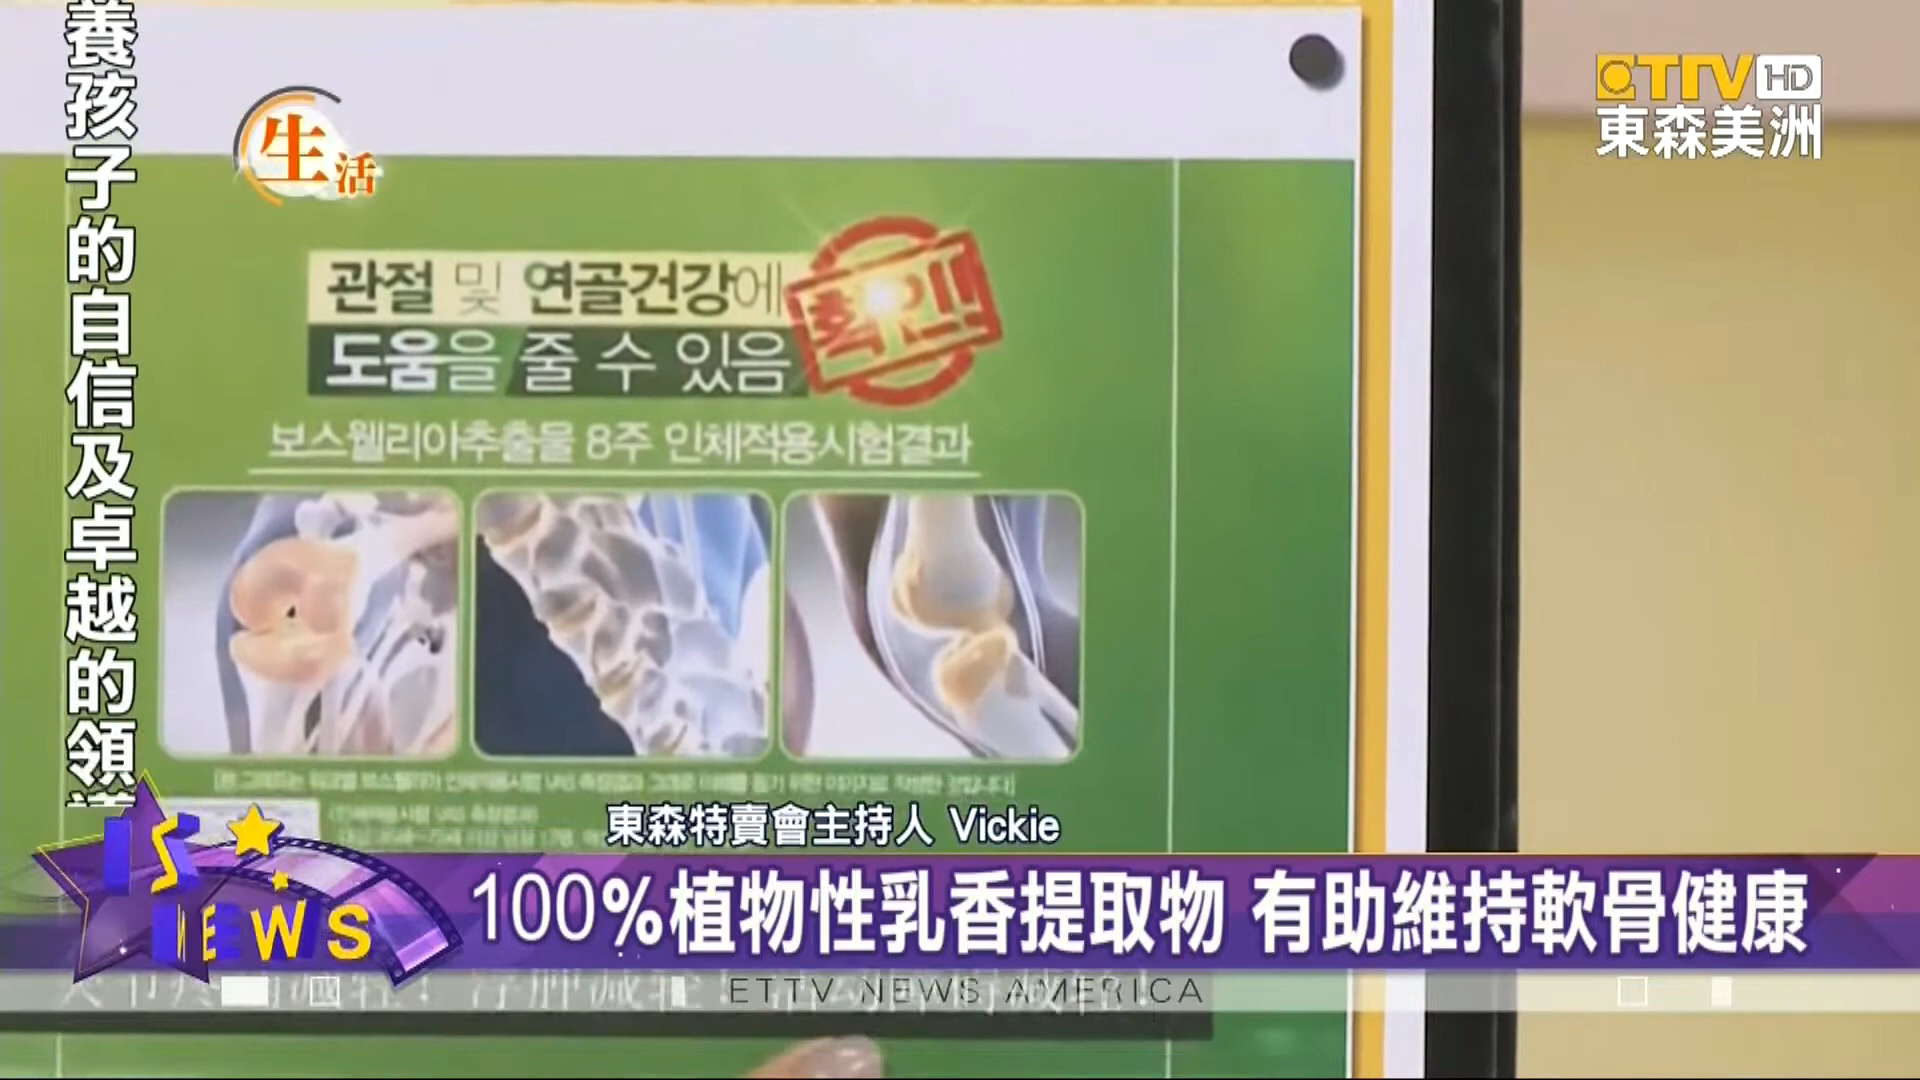 養孩子的自信及卓越的領
生活
ETTV HD
東森美洲
관절 및 연골건강에
도움을 줄 수 있음
확인!
보스웰리아추출물 8주 인체적용시험결과
東森特賣會主持人 Vickie
IS NEWS
100%植物性乳香提取物 有助維持軟骨健康
ETTV NEWS AMERICA